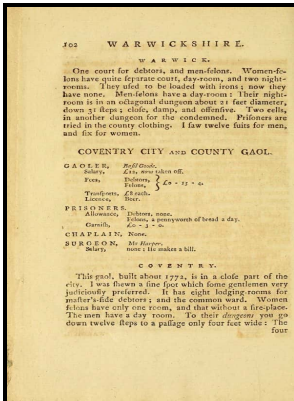 102 WARWICKSHIRE.
WARWICK.
One court for debtors, and men-felons. Women-fe-
lons have quite separate court, day-room, and two night-
rooms. They used to be loaded with irons; now they
have none. Men-felons have a day-room: Their night-
room is in an octagonal dungeon about 21 feet diameter,
down 31 steps; close, damp, and offensive. Two cells,
in another dungeon for the condemned. Prisoners are
tried in the county clothing. I saw twelve suits for men,
and six for women.
COVENTRY CITY AND COUNTY GAOL.
GAOLER, Basil Goode.
Salary, £12, now taken off.
Fees, Debtors,
Felons, } £0 - 13 - 0.
Transports, £8 each.
Licence, Beer.
PRISONERS.
Allowance, Debtors, none.
Felons, a pennyworth of bread a day.
Garnish, £0 - 3 - 0.
CHAPLAIN, None.
SURGEON, Mr Harper.
Salary, none: He makes a bill.
COVENTRY.
This gaol, built about 1772, is in a close part of the
city. I was shewn a fine spot which some gentlemen very
judiciously preferred. It has eight lodging-rooms for
master's-side debtors; and the common ward. Women
felons have only one room, and that without a fire-place.
The men have a day room. To their dungeons you go
down twelve steps to a passage only four feet wide: The
four